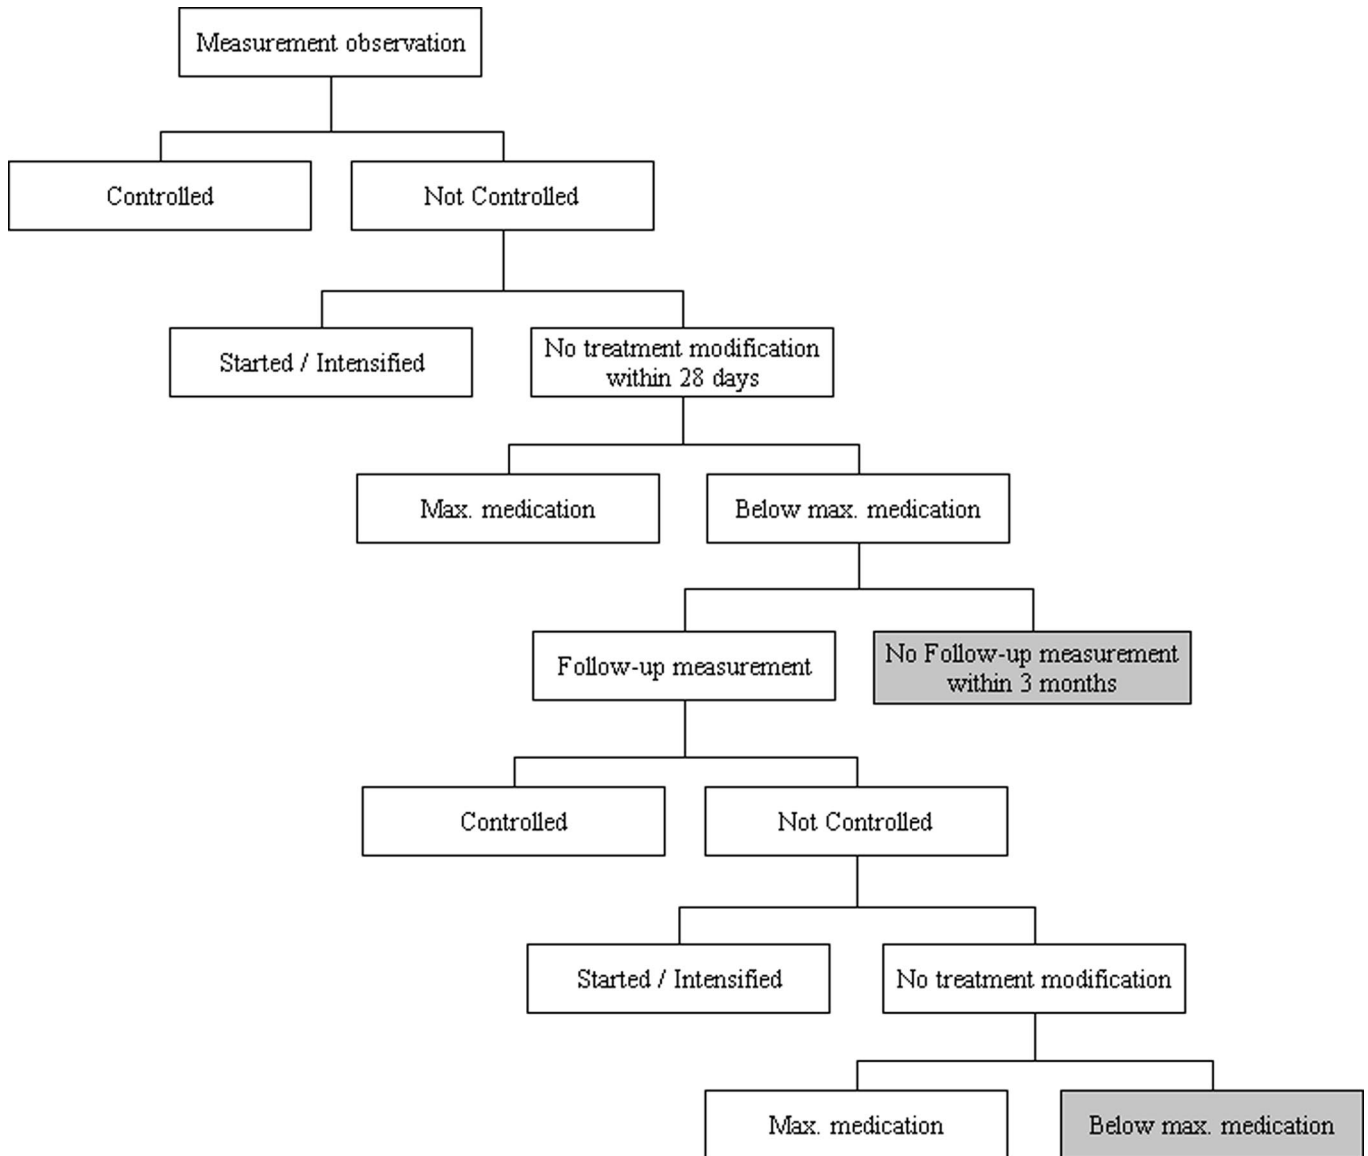 Measurement observation
Controlled
Not Controlled
Started / Intensified
No treatment modification
within 28 days
Max. medication
Below max. medication
Follow-up measurement
No Follow-up measurement
within 3 months
Controlled
Not Controlled
Started / Intensified
No treatment modification
Max. medication
Below max. medication